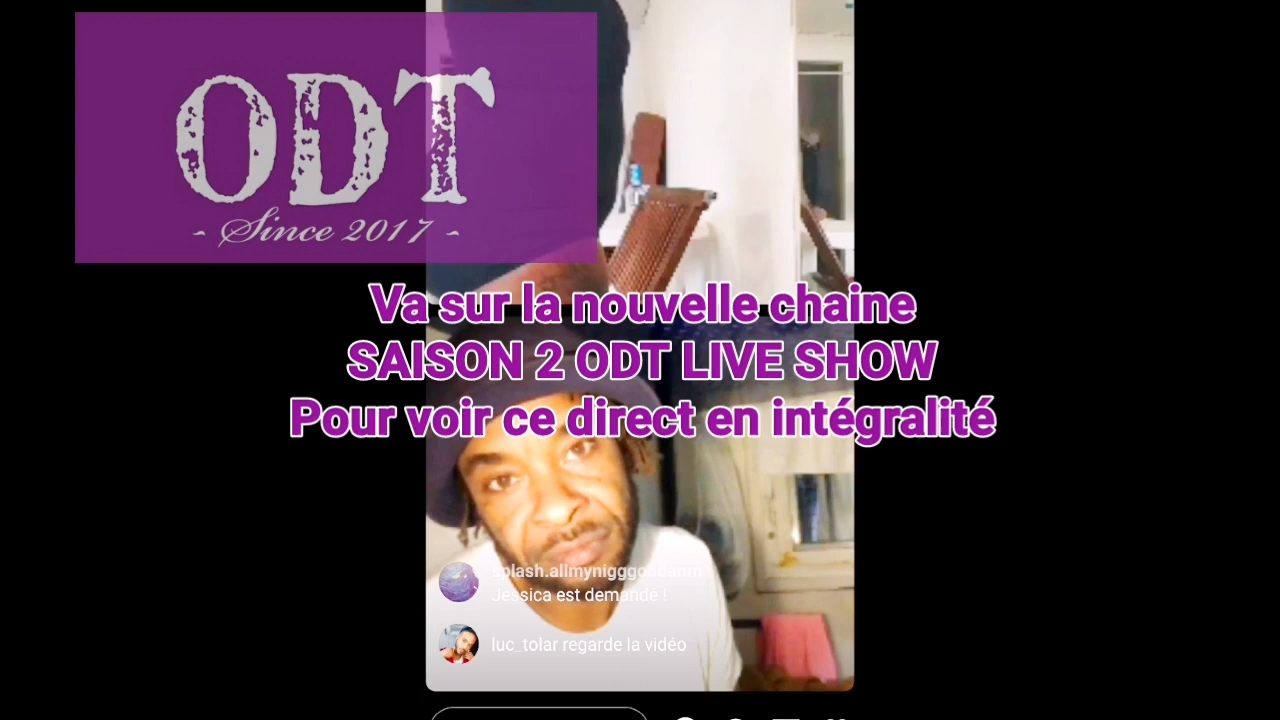 ODT
- Since 2017 -
Va sur la nouvelle chaine
SAISON 2 ODT LIVE SHOW
Pour voir ce direct en intégralité
Jessica est demandé !
luc_tolar regarde la vidéo